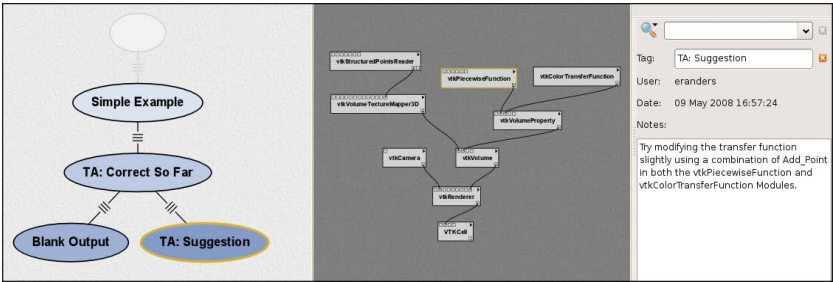 Simple Example
TA: Correct So Far
Blank Output
TA: Suggestion
vtkStructuredPointsReader
vtkPiecewiseFunction
vtkColorTransferFunction
vtkVolumeTextureMapper3D
vtkVolumeProperty
vtkCamera
vtkVolume
vtkRenderer
VTKCell
Tag: TA: Suggestion
User: eranders
Date: 09 May 2008 16:57:24
Notes:
Try modifying the transfer function
slightly using a combination of Add_Point
in both the vtkPiecewiseFunction and
vtkColorTransferFunction Modules.